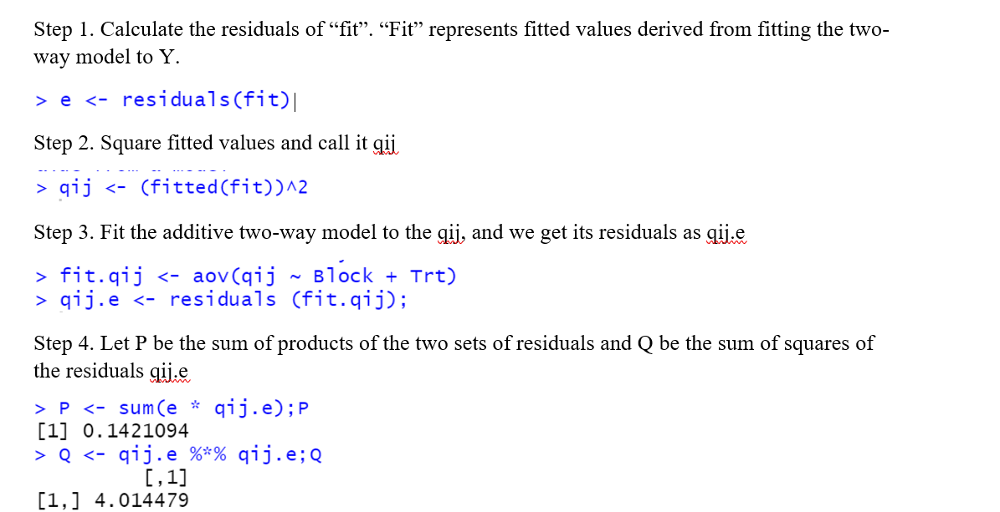 Step 1. Calculate the residuals of “fit”. “Fit” represents fitted values derived from fitting the two-
way model to Y.
> e <- residuals(fit)
Step 2. Square fitted values and call it qij
> qij <- (fitted(fit))^2
Step 3. Fit the additive two-way model to the qij, and we get its residuals as qij.e
> fit.qij <- aov(qij ~ Block + Trt)
> qij.e <- residuals (fit.qij);
Step 4. Let P be the sum of products of the two sets of residuals and Q be the sum of squares of
the residuals qij.e
> P <- sum(e * qij.e);P
[1] 0.1421094
> Q <- qij.e %*% qij.e;Q
[,1]
[1,] 4.014479